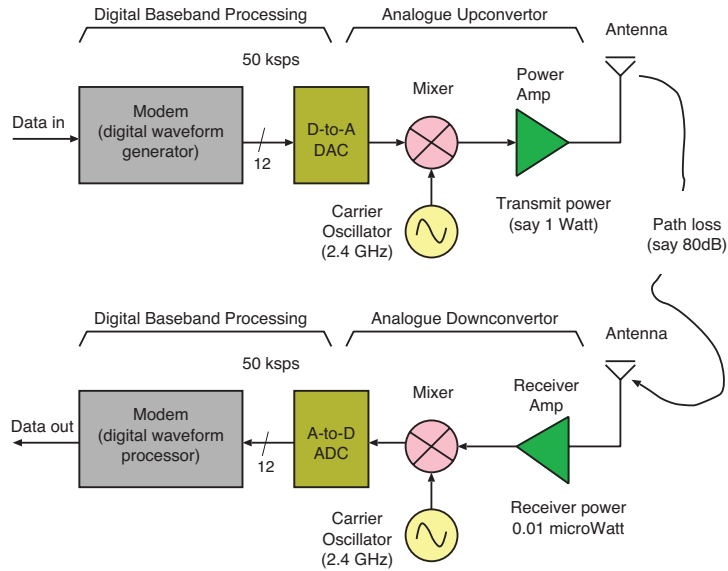 Digital Baseband Processing
Analogue Upconvertor
Antenna
50 ksps
Mixer
Power
Amp
Data in
Modem
(digital waveform
generator)
12
D-to-A
DAC
Carrier
Oscillator
(2.4 GHz)
Transmit power
(say 1 Watt)
Path loss
(say 80dB)
Digital Baseband Processing
Analogue Downconvertor
Antenna
50 ksps
Mixer
Receiver
Amp
Data out
Modem
(digital waveform
processor)
12
A-to-D
ADC
Carrier
Oscillator
(2.4 GHz)
Receiver power
0.01 microWatt